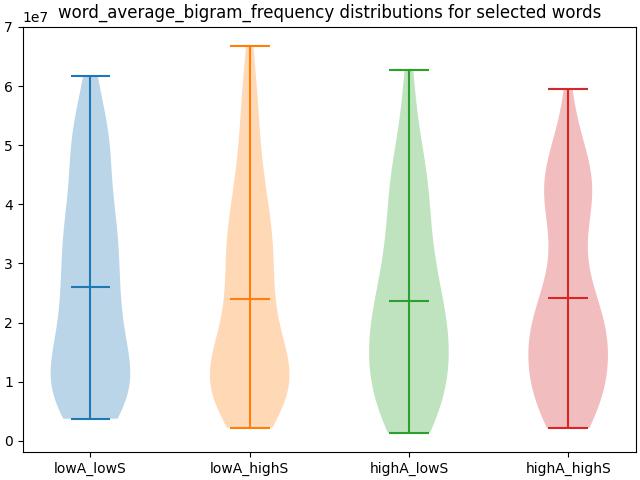 word_average_bigram_frequency distributions for selected words
1e7
7
6
5
4
3
2
1
0
lowA_lowS lowA_highS highA_lowS highA_highS